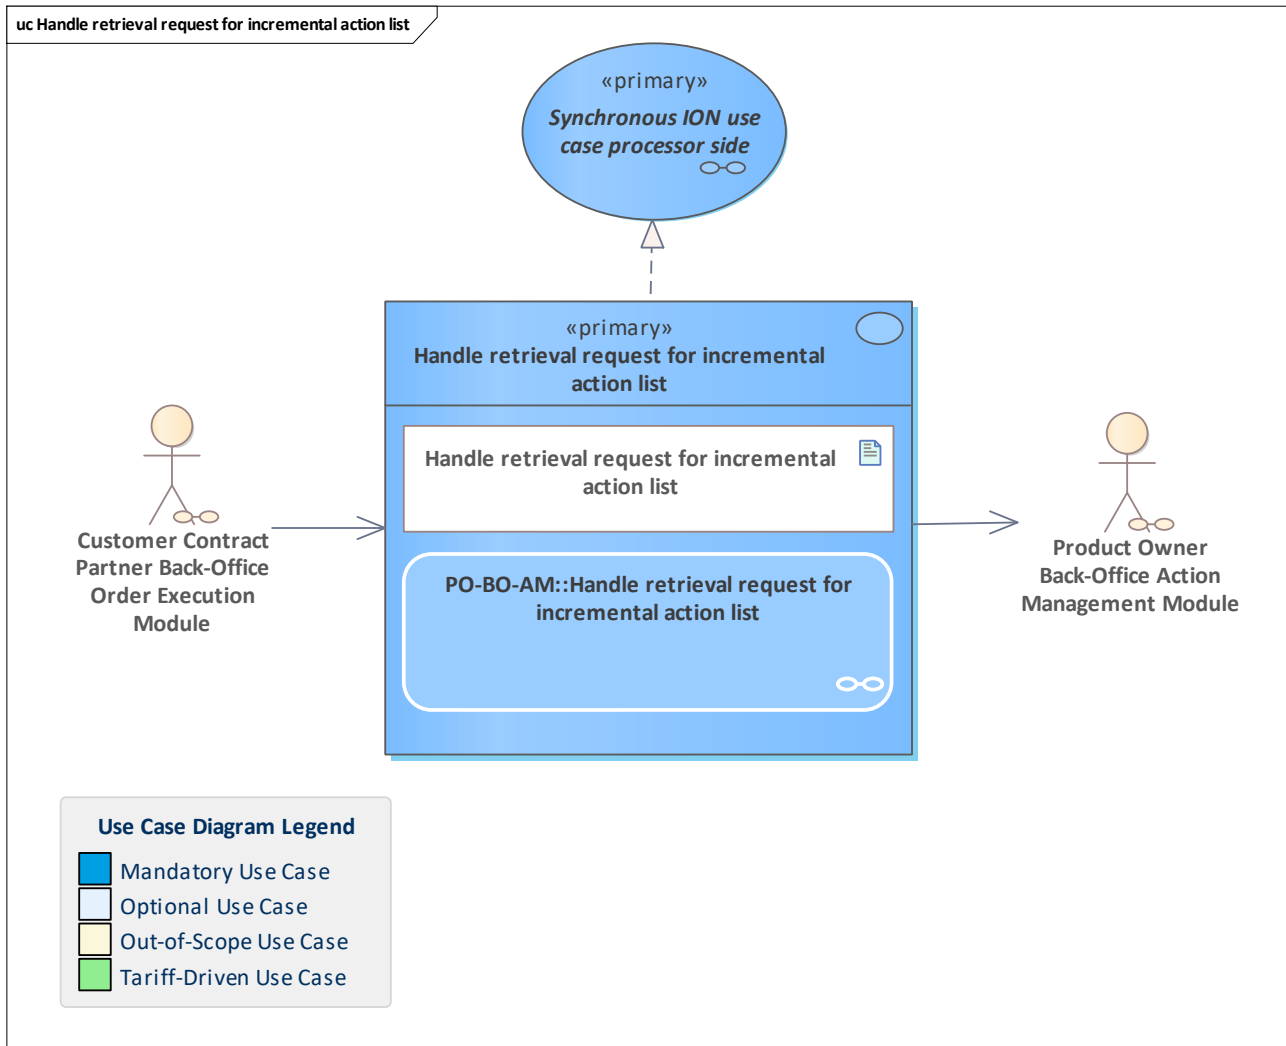 uc Handle retrieval request for incremental action list
«primary»
Synchronous ION use
case processor side
«primary»
Handle retrieval request for incremental
action list
Handle retrieval request for incremental
action list
PO-BO-AM::Handle retrieval request for
incremental action list
Customer Contract
Partner Back-Office
Order Execution
Module
Product Owner
Back-Office Action
Management Module
Use Case Diagram Legend
Mandatory Use Case
Optional Use Case
Out-of-Scope Use Case
Tariff-Driven Use Case